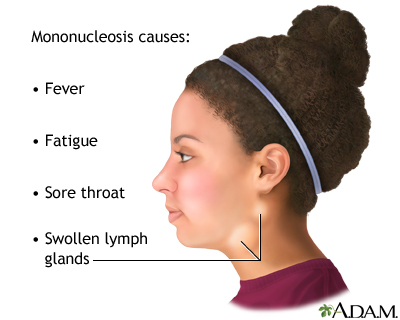 Mononucleosis causes:
• Fever
• Fatigue
• Sore throat
• Swollen lymph
glands
A.D.A.M.